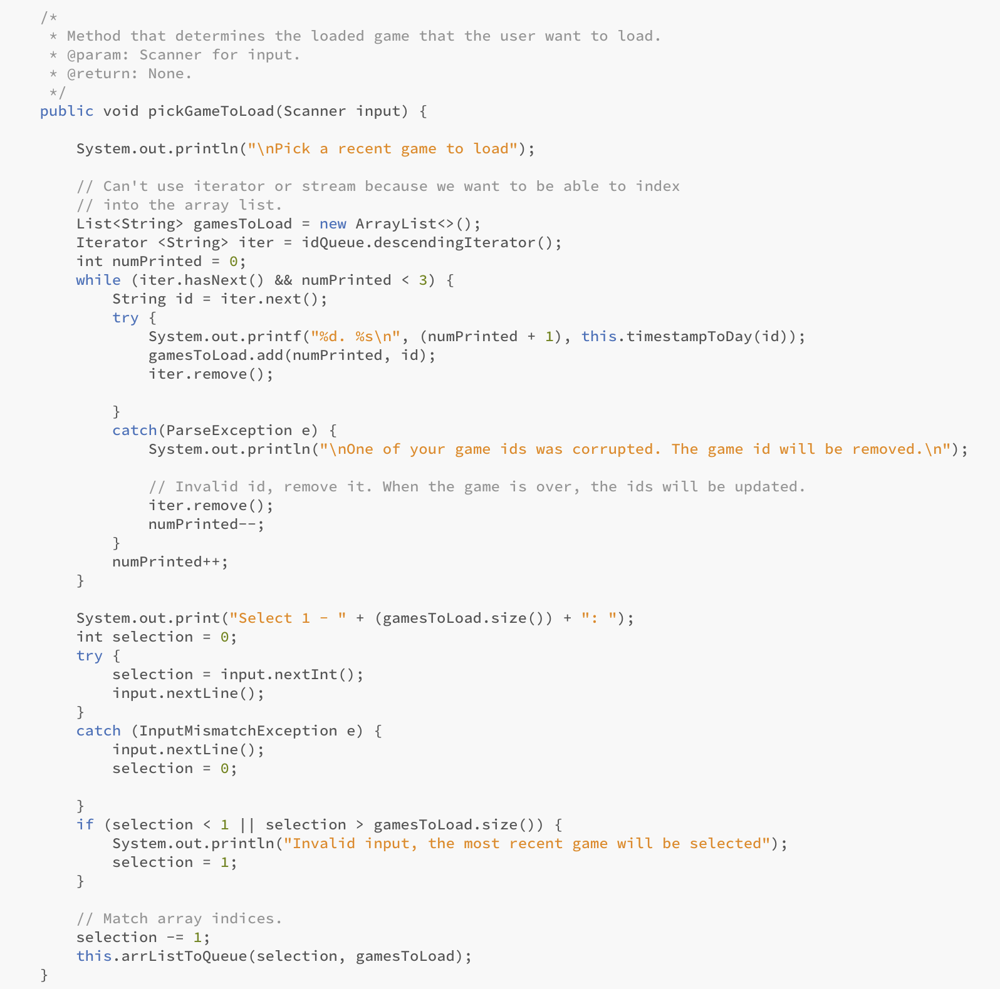 /*
 * Method that determines the loaded game that the user want to load.
 * @param: Scanner for input.
 * @return: None.
 */
public void pickGameToLoad(Scanner input) {

    System.out.println("\nPick a recent game to load");

    // Can't use iterator or stream because we want to be able to index
    // into the array list.
    List<String> gamesToLoad = new ArrayList<>();
    Iterator <String> iter = idQueue.descendingIterator();
    int numPrinted = 0;
    while (iter.hasNext() && numPrinted < 3) {
        String id = iter.next();
        try {
            System.out.printf("%d. %s\n", (numPrinted + 1), this.timestampToDay(id));
            gamesToLoad.add(numPrinted, id);
            iter.remove();

        }
        catch(ParseException e) {
            System.out.println("\nOne of your game ids was corrupted. The game id will be removed.\n");

            // Invalid id, remove it. When the game is over, the ids will be updated.
            iter.remove();
            numPrinted--;
        }
        numPrinted++;
    }

    System.out.print("Select 1 - " + (gamesToLoad.size()) + ": ");
    int selection = 0;
    try {
        selection = input.nextInt();
        input.nextLine();
    }
    catch (InputMismatchException e) {
        input.nextLine();
        selection = 0;

    }
    if (selection < 1 || selection > gamesToLoad.size()) {
        System.out.println("Invalid input, the most recent game will be selected");
        selection = 1;
    }

    // Match array indices.
    selection -= 1;
    this.arrListToQueue(selection, gamesToLoad);
}